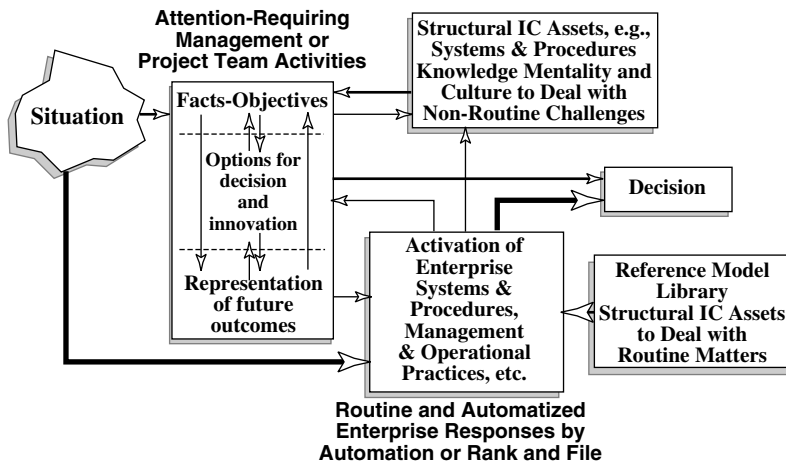 Attention-Requiring
Management or
Project Team Activities
Structural IC Assets, e.g.,
Systems & Procedures
Knowledge Mentality and
Culture to Deal with
Non-Routine Challenges
Situation
Facts-Objectives
Options for
decision
and
innovation
Representation
of future
outcomes
Decision
Activation of
Enterprise
Systems &
Procedures,
Management
& Operational
Practices, etc.
Reference Model
Library
Structural IC Assets
to Deal with
Routine Matters
Routine and Automatized
Enterprise Responses by
Automation or Rank and File